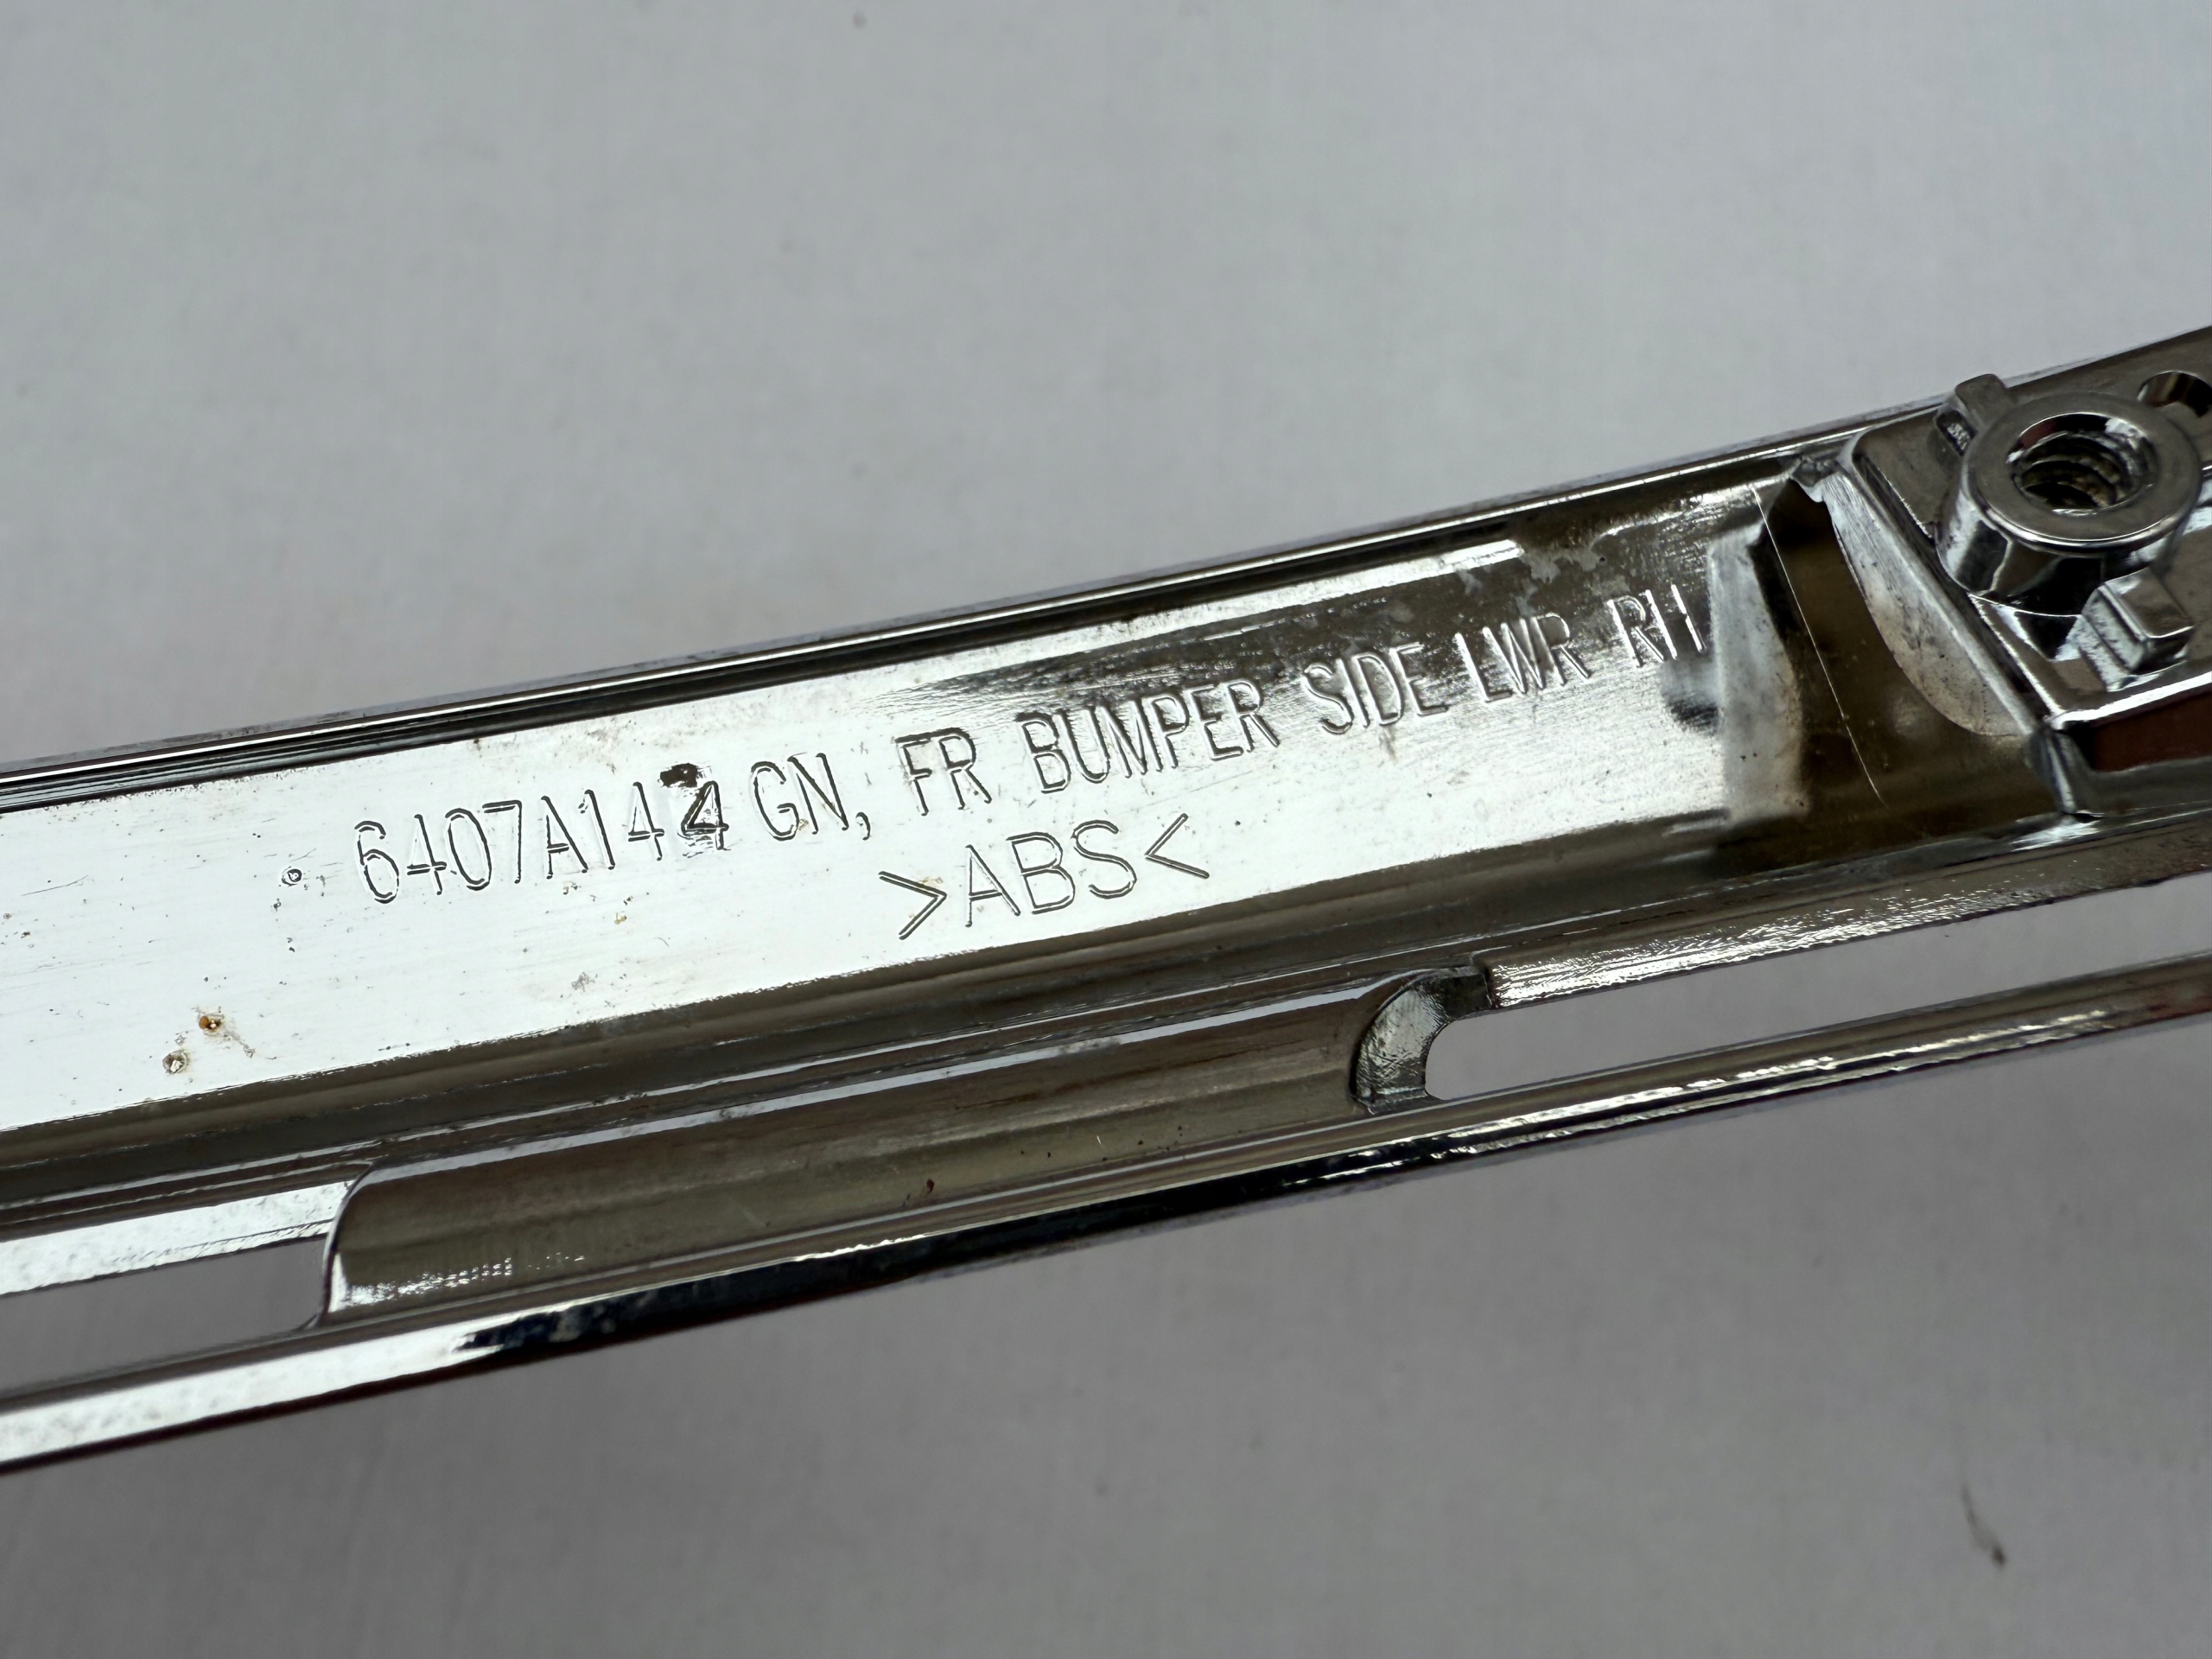 6407A144 GN, FR BUMPER SIDE LWR RH
>ABS<